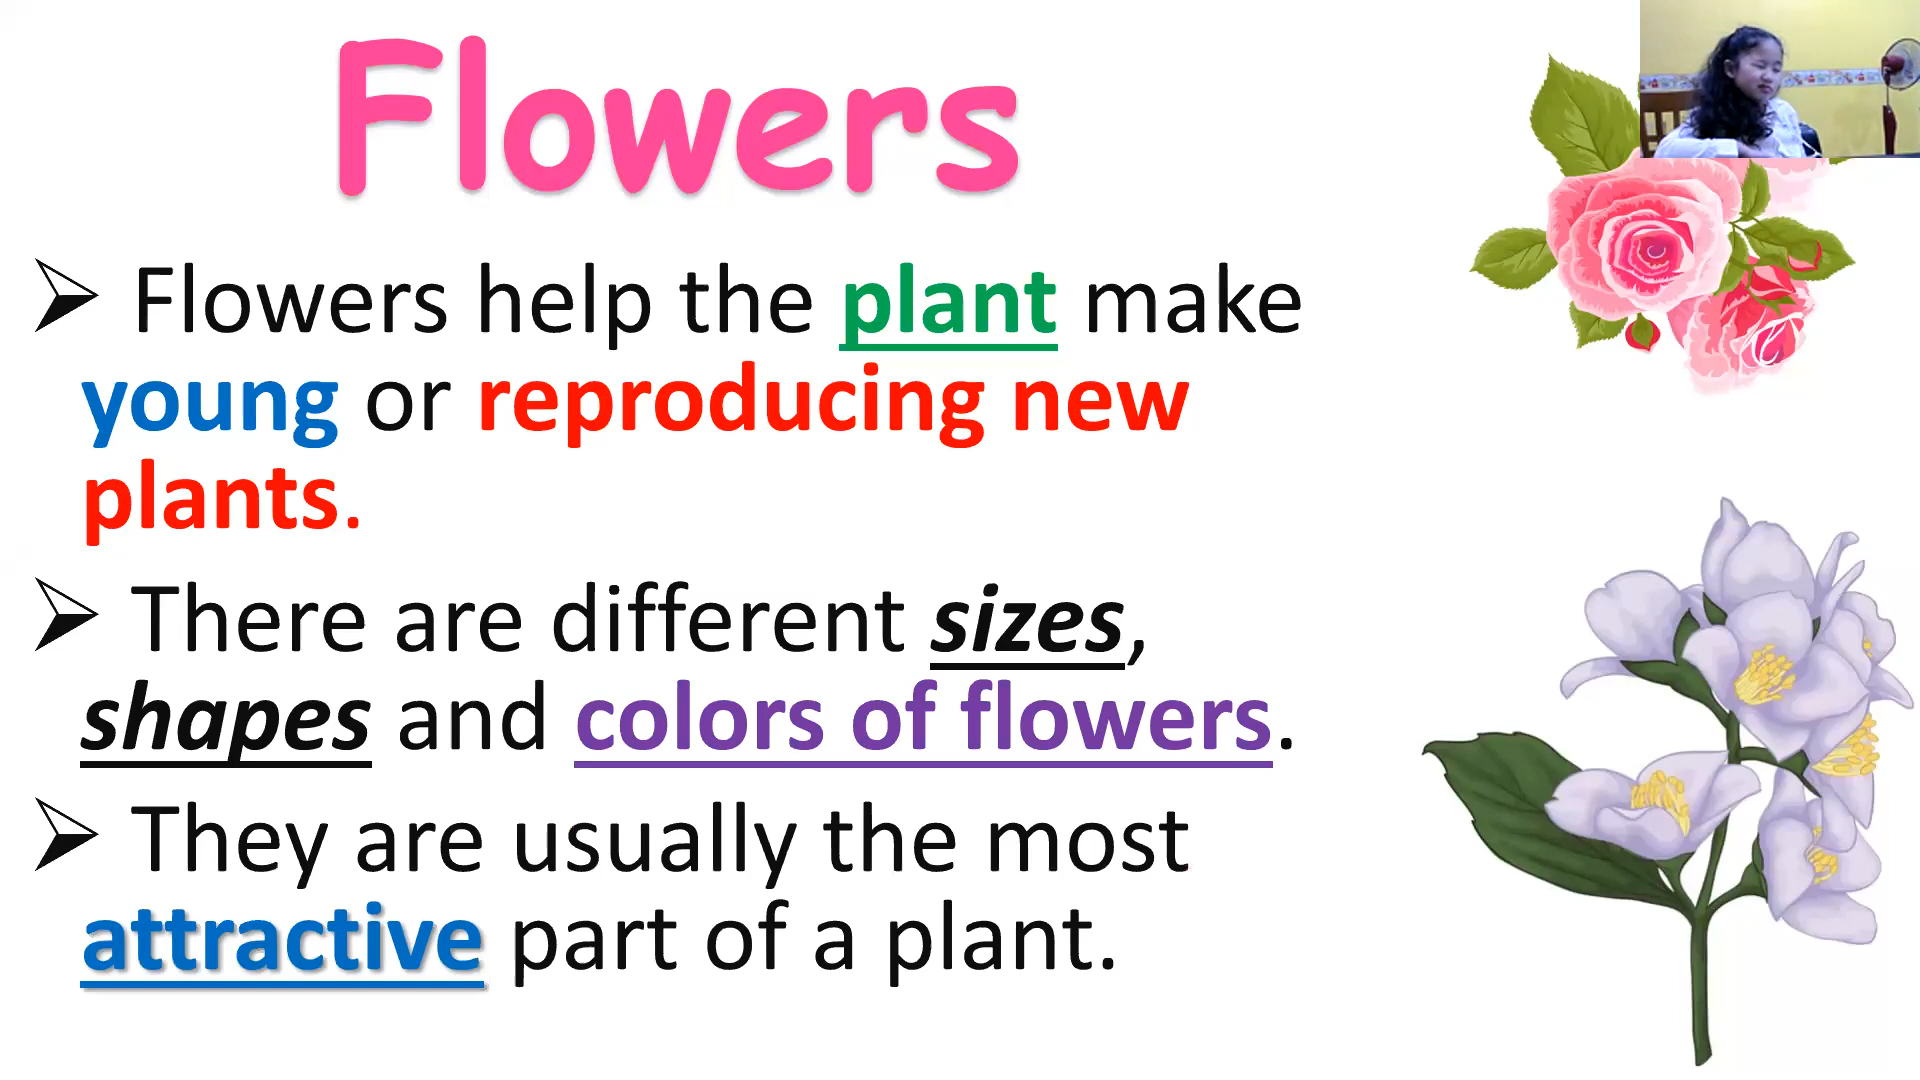 Flowers
➢ Flowers help the plant make
young or reproducing new
plants.
➢ There are different sizes,
shapes and colors of flowers.
➢ They are usually the most
attractive part of a plant.